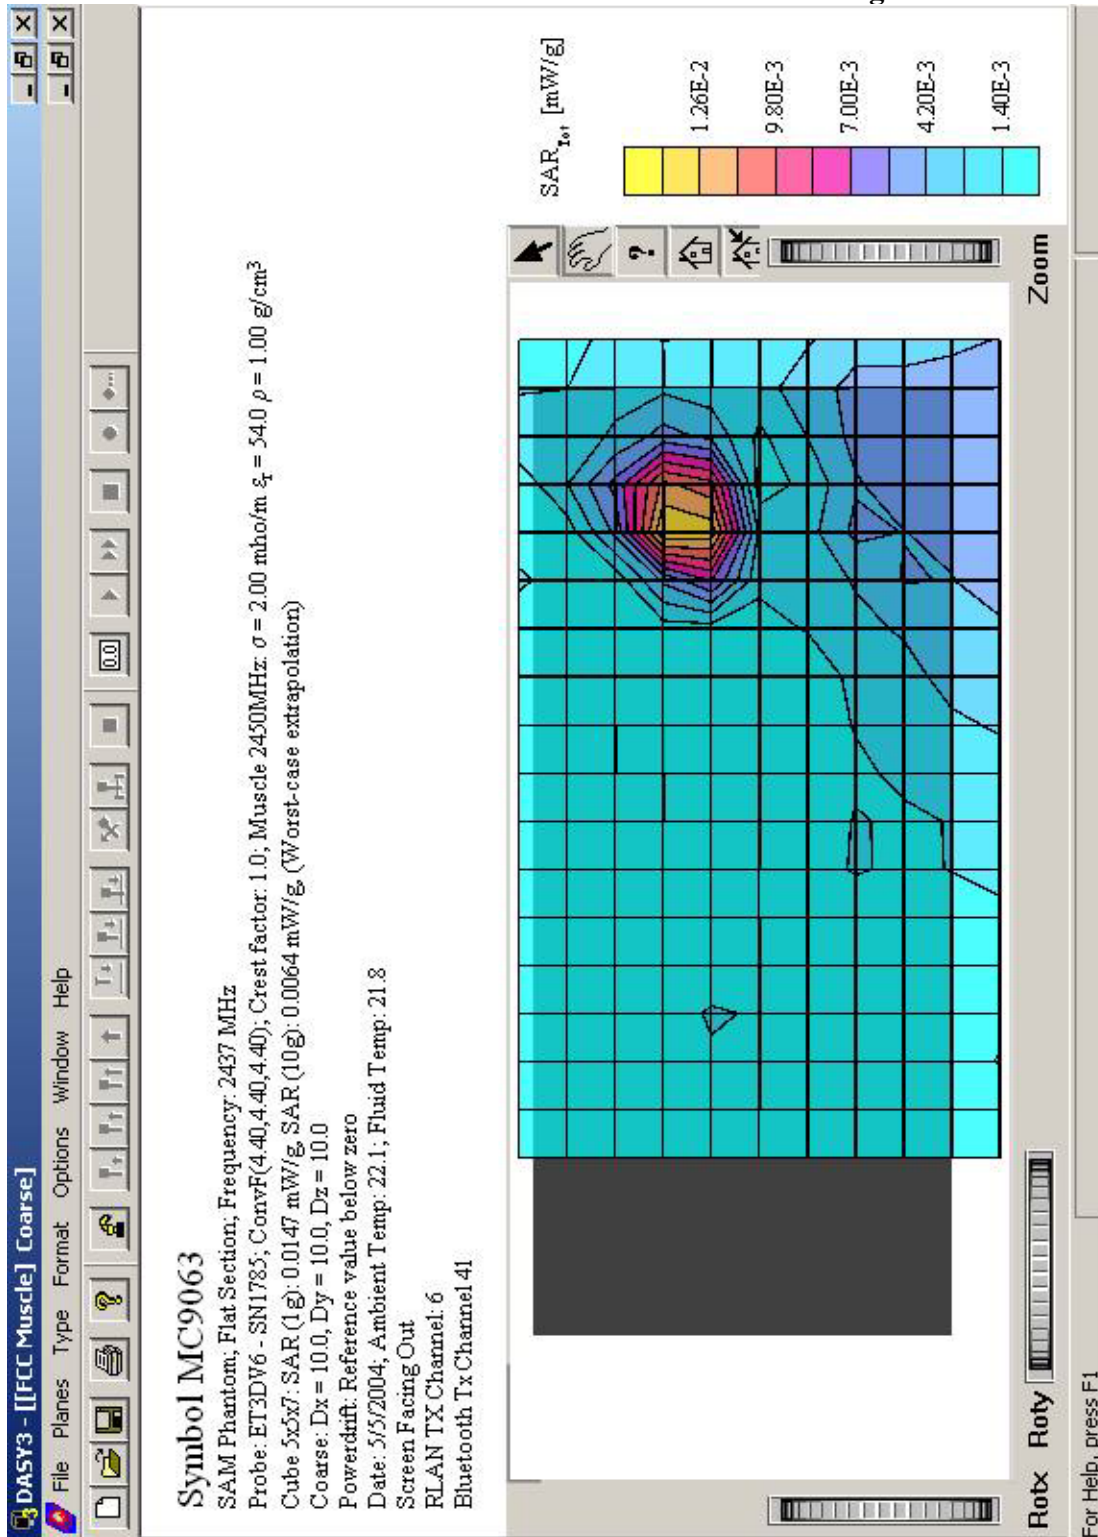 DASY3 - [[FCC Muscle] Coarse]
File Planes Type Format Options Window Help
Symbol MC9063
SAM Phantom; Flat Section; Frequency: 2437 MHz
Probe: ET3DV6 - SN1785; ConvF(4.40,4.40,4.40); Crest factor: 1.0; Muscle 2450MHz: σ = 2.00 mho/m εr = 54.0 ρ = 1.00 g/cm³
Cube 5x5x7: SAR (1g): 0.0147 mW/g, SAR (10g): 0.0064 mW/g, (Worst-case extrapolation)
Coarse: Dx = 10.0, Dy = 10.0, Dz = 10.0
Powerdrift: Reference value below zero
Date: 5/5/2004; Ambient Temp: 22.1; Fluid Temp: 21.8
Screen Facing Out
RLAN TX Channel: 6
Bluetooth Tx Channel 41
SARTot [mW/g]
1.26E-2
9.80E-3
7.00E-3
4.20E-3
1.40E-3
Rotx Roty Zoom
For Help, press F1